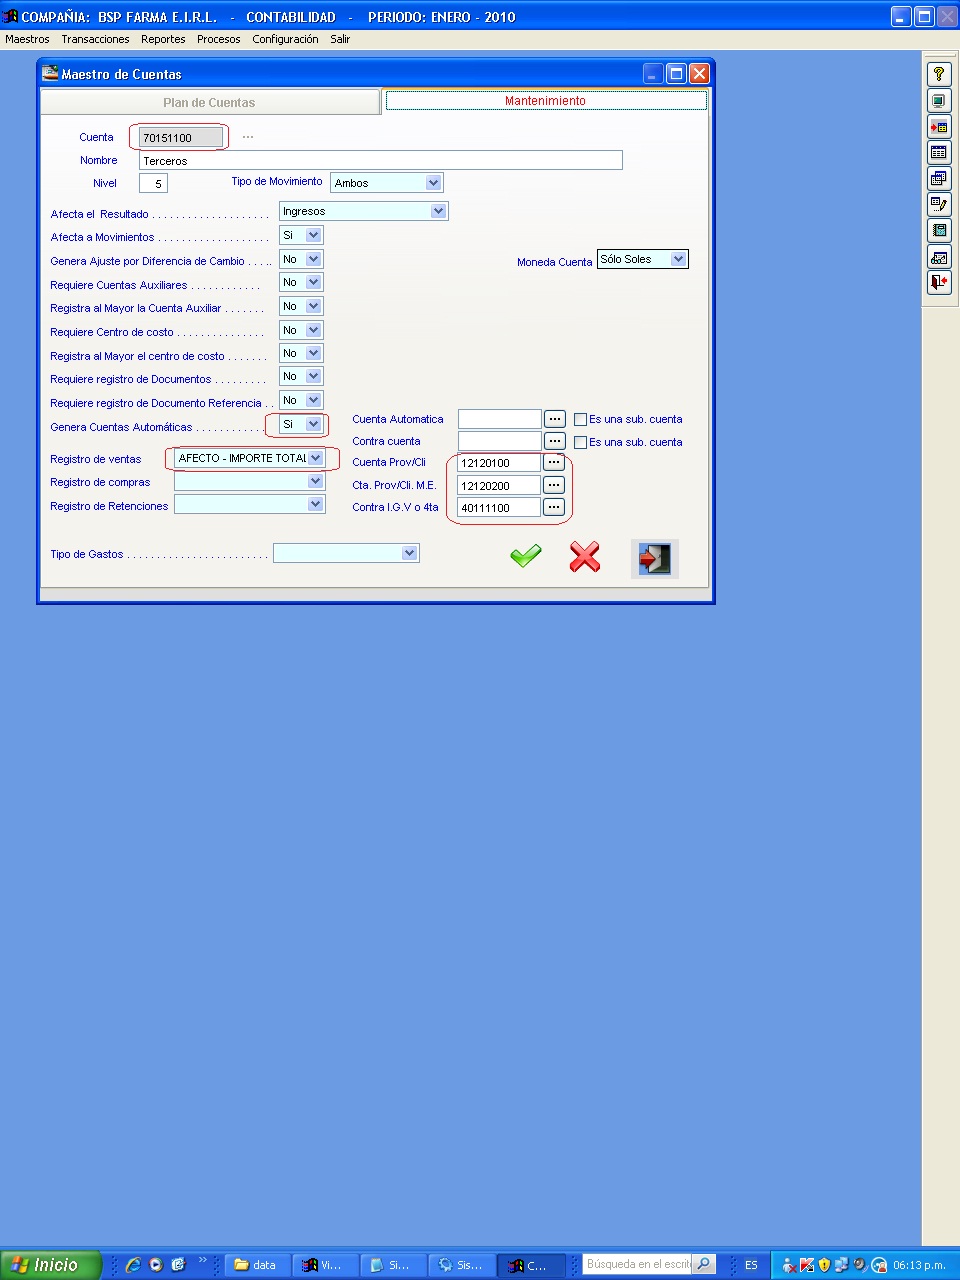 COMPAÑIA: BSP FARMA E.I.R.L. - CONTABILIDAD - PERIODO: ENERO - 2010
Maestros Transacciones Reportes Procesos Configuración Salir
Maestro de Cuentas
Plan de Cuentas Mantenimiento
Cuenta 70151100 ...
Nombre Terceros
Nivel 5 Tipo de Movimiento Ambos
Afecta el Resultado . . . . . . . . . . . . . . . . . . . . Ingresos
Afecta a Movimientos . . . . . . . . . . . . . . . . . . . Si
Genera Ajuste por Diferencia de Cambio . . . . .. No Moneda Cuenta Sólo Soles
Requiere Cuentas Auxiliares . . . . . . . . . . . . No
Registra al Mayor la Cuenta Auxiliar . . . . . . . No
Requiere Centro de costo . . . . . . . . . . . . . . . No
Registra al Mayor el centro de costo . . . . . . . No
Requiere registro de Documentos . . . . . . . . . No
Requiere registro de Documento Referencia . . No
Genera Cuentas Automáticas . . . . . . . . . . . . Si Cuenta Automatica ... Es una sub. cuenta
Contra cuenta ... Es una sub. cuenta
Registro de ventas AFECTO - IMPORTE TOTAL Cuenta Prov/Cli 12120100 ...
Registro de compras Cta. Prov/Cli. M.E. 12120200 ...
Registro de Retenciones Contra I.G.V o 4ta 40111100 ...
Tipo de Gastos . . . . . . . . . . . . . . . . . . . . . . . .
Inicio data Vi... Si... Sis... C... Búsqueda en el escrit ES 06:13 p.m.